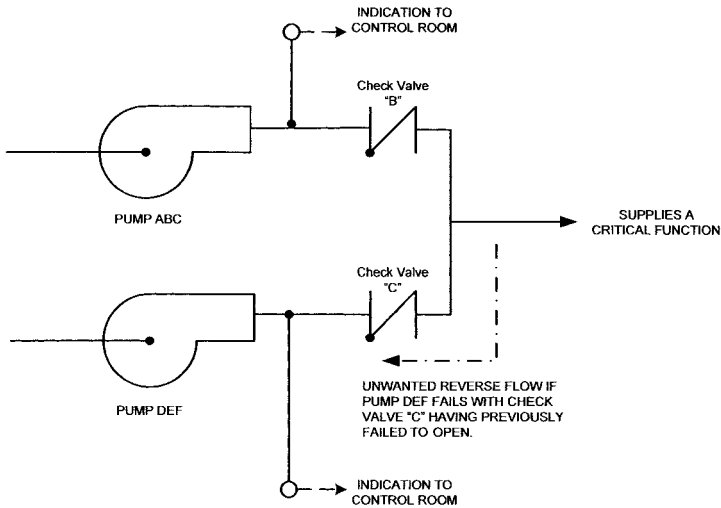 INDICATION TO
CONTROL ROOM
Check Valve
"B"
PUMP ABC
SUPPLIES A
CRITICAL FUNCTION
Check Valve
"C"
PUMP DEF
UNWANTED REVERSE FLOW IF
PUMP DEF FAILS WITH CHECK
VALVE "C" HAVING PREVIOUSLY
FAILED TO OPEN.
INDICATION TO
CONTROL ROOM